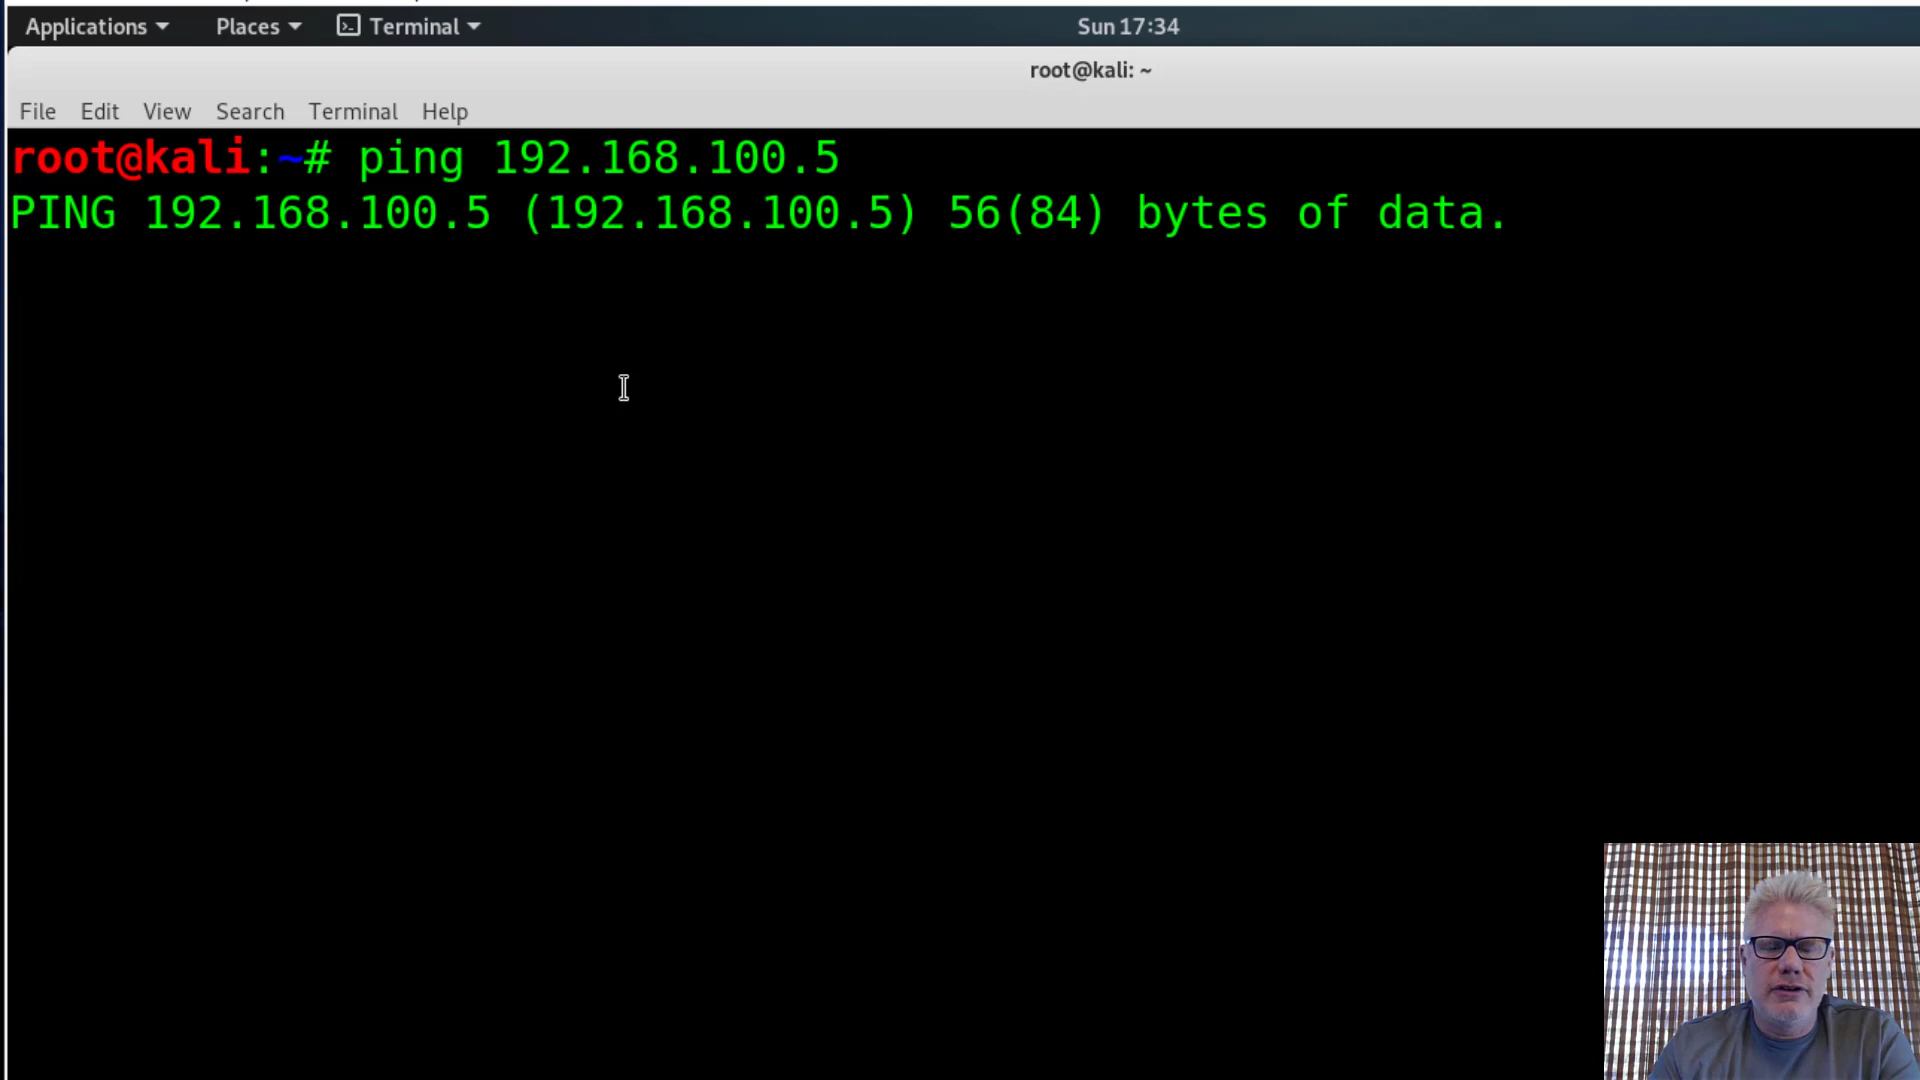 Applications Places Terminal Sun 17:34
root@kali: ~
File Edit View Search Terminal Help
root@kali:~# ping 192.168.100.5
PING 192.168.100.5 (192.168.100.5) 56(84) bytes of data.